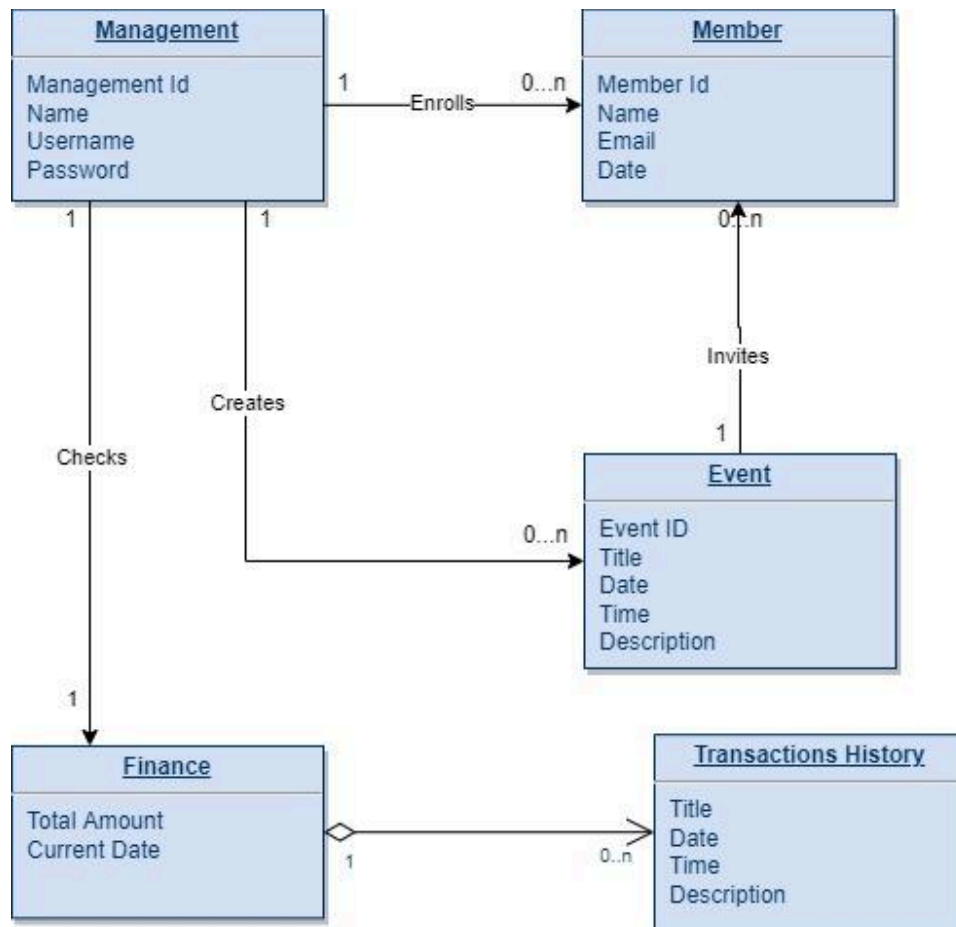 Management
Management Id
Name
Username
Password
1
Enrolls
0...n
Member
Member Id
Name
Email
Date
1
1
0...n
Invites
1
Creates
Checks
0...n
Event
Event ID
Title
Date
Time
Description
1
Finance
Total Amount
Current Date
1
0..n
Transactions History
Title
Date
Time
Description